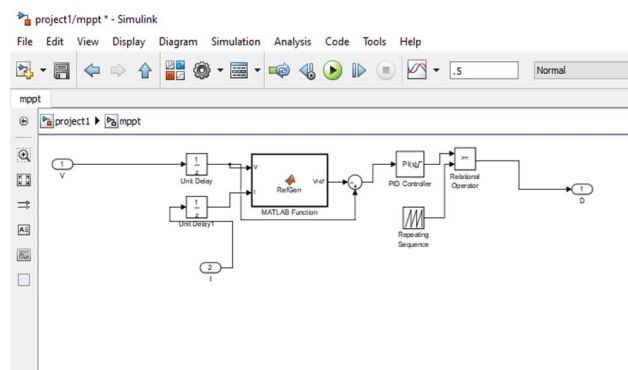 project1/mppt * - Simulink
File Edit View Display Diagram Simulation Analysis Code Tools Help
.5 Normal
mppt
project1 mppt
1
V
1
z
Unit Delay
V
I
RefGen
Vref
MATLAB Function
PI(s)
PID Controller
>=
Relational
Operator
1
z
Unit Delay1
Repeating
Sequence
1
D
2
I